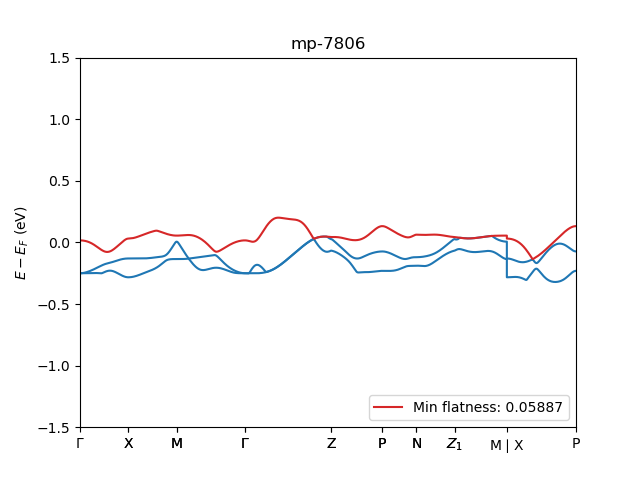 mp-7806
E − E_F (eV)
1.5
1.0
0.5
0.0
−0.5
−1.0
−1.5
Min flatness: 0.05887
Γ X M Γ Z P N Z₁ M | X P